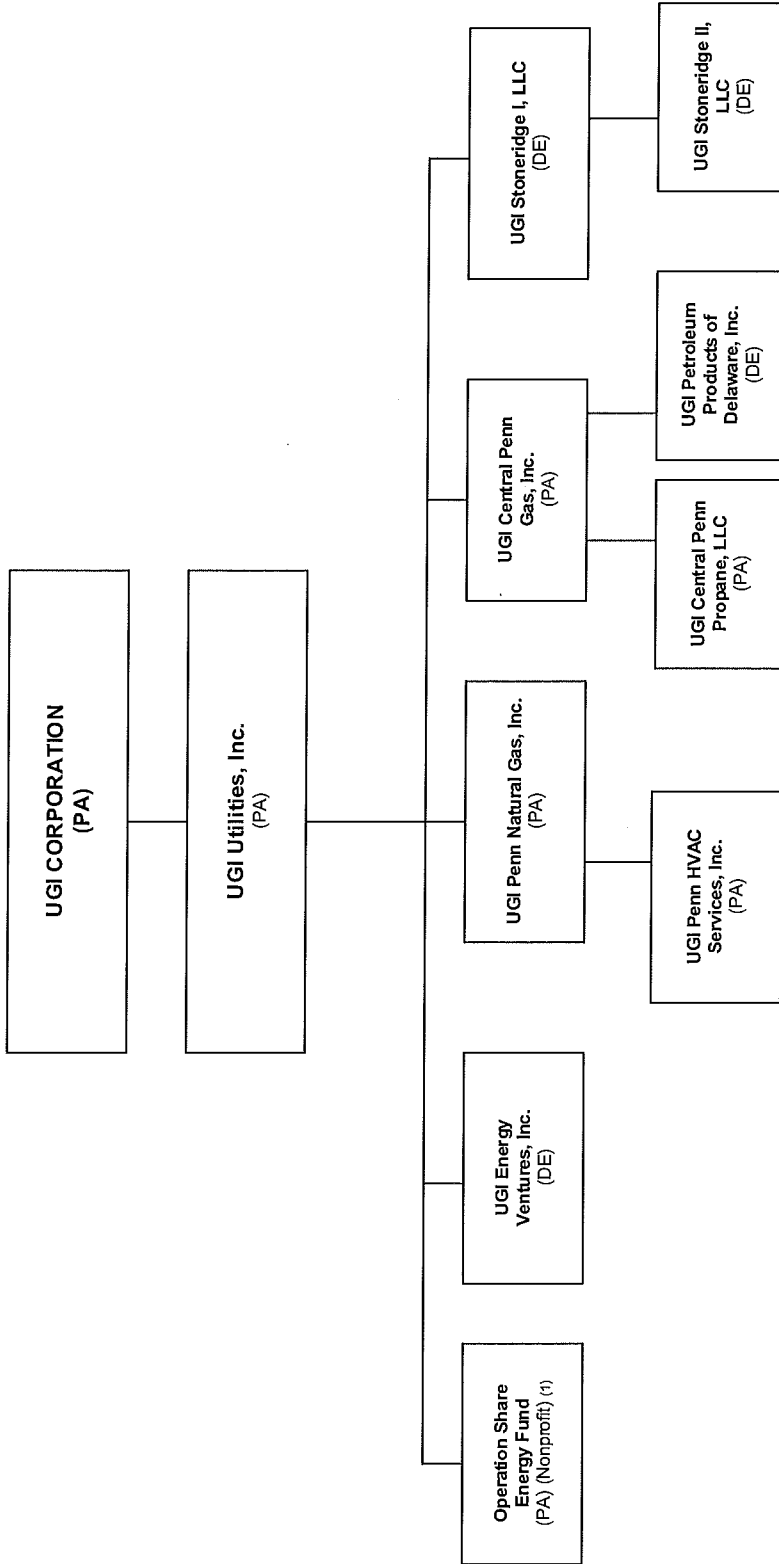 UGI CORPORATION
(PA)
UGI Utilities, Inc.
(PA)
Operation Share
Energy Fund
(PA) (Nonprofit) (1)
UGI Energy
Ventures, Inc.
(DE)
UGI Penn Natural Gas, Inc.
(PA)
UGI Central Penn
Gas, Inc.
(PA)
UGI Stoneridge I, LLC
(DE)
UGI Penn HVAC
Services, Inc.
(PA)
UGI Central Penn
Propane, LLC
(PA)
UGI Petroleum
Products of
Delaware, Inc.
(DE)
UGI Stoneridge II,
LLC
(DE)